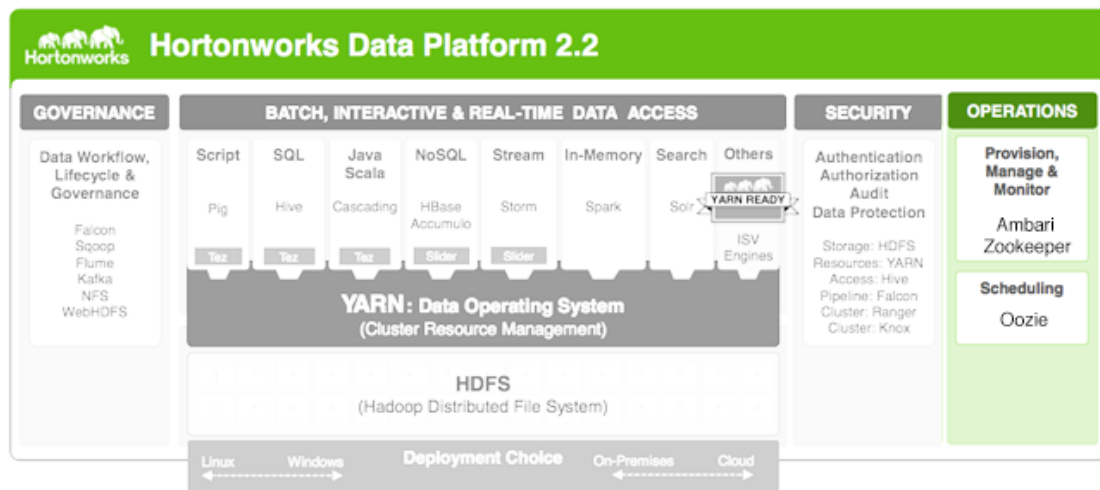 Hortonworks
Hortonworks Data Platform 2.2
GOVERNANCE
Data Workflow,
Lifecycle &
Governance
Falcon
Sqoop
Flume
Kafka
NFS
WebHDFS
BATCH, INTERACTIVE & REAL-TIME DATA ACCESS
Script
Pig
Tez
SQL
Hive
Tez
Java
Scala
Cascading
Tez
NoSQL
HBase
Accumulo
Slider
Stream
Storm
Slider
In-Memory
Spark
Search
Solr
Others
YARN READY
ISV
Engines
YARN : Data Operating System
(Cluster Resource Management)
HDFS
(Hadoop Distributed File System)
Linux Windows Deployment Choice On-Premises Cloud
SECURITY
Authentication
Authorization
Audit
Data Protection
Storage: HDFS
Resources: YARN
Access: Hive
Pipeline: Falcon
Cluster: Ranger
Cluster: Knox
OPERATIONS
Provision,
Manage &
Monitor
Ambari
Zookeeper
Scheduling
Oozie